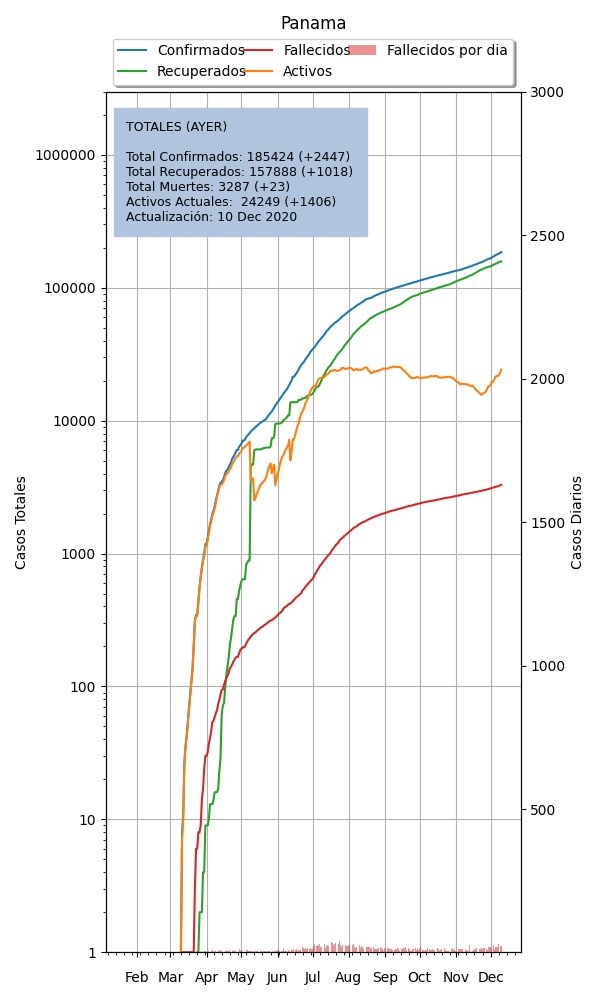 Panama
Confirmados
Recuperados
Fallecidos
Activos
Fallecidos por dia
TOTALES (AYER)
Total Confirmados: 185424 (+2447)
Total Recuperados: 157888 (+1018)
Total Muertes: 3287 (+23)
Activos Actuales:  24249 (+1406)
Actualización: 10 Dec 2020
Casos Totales
1000000
100000
10000
1000
100
10
1
Casos Diarios
3000
2500
2000
1500
1000
500
Feb Mar Apr May Jun Jul Aug Sep Oct Nov Dec